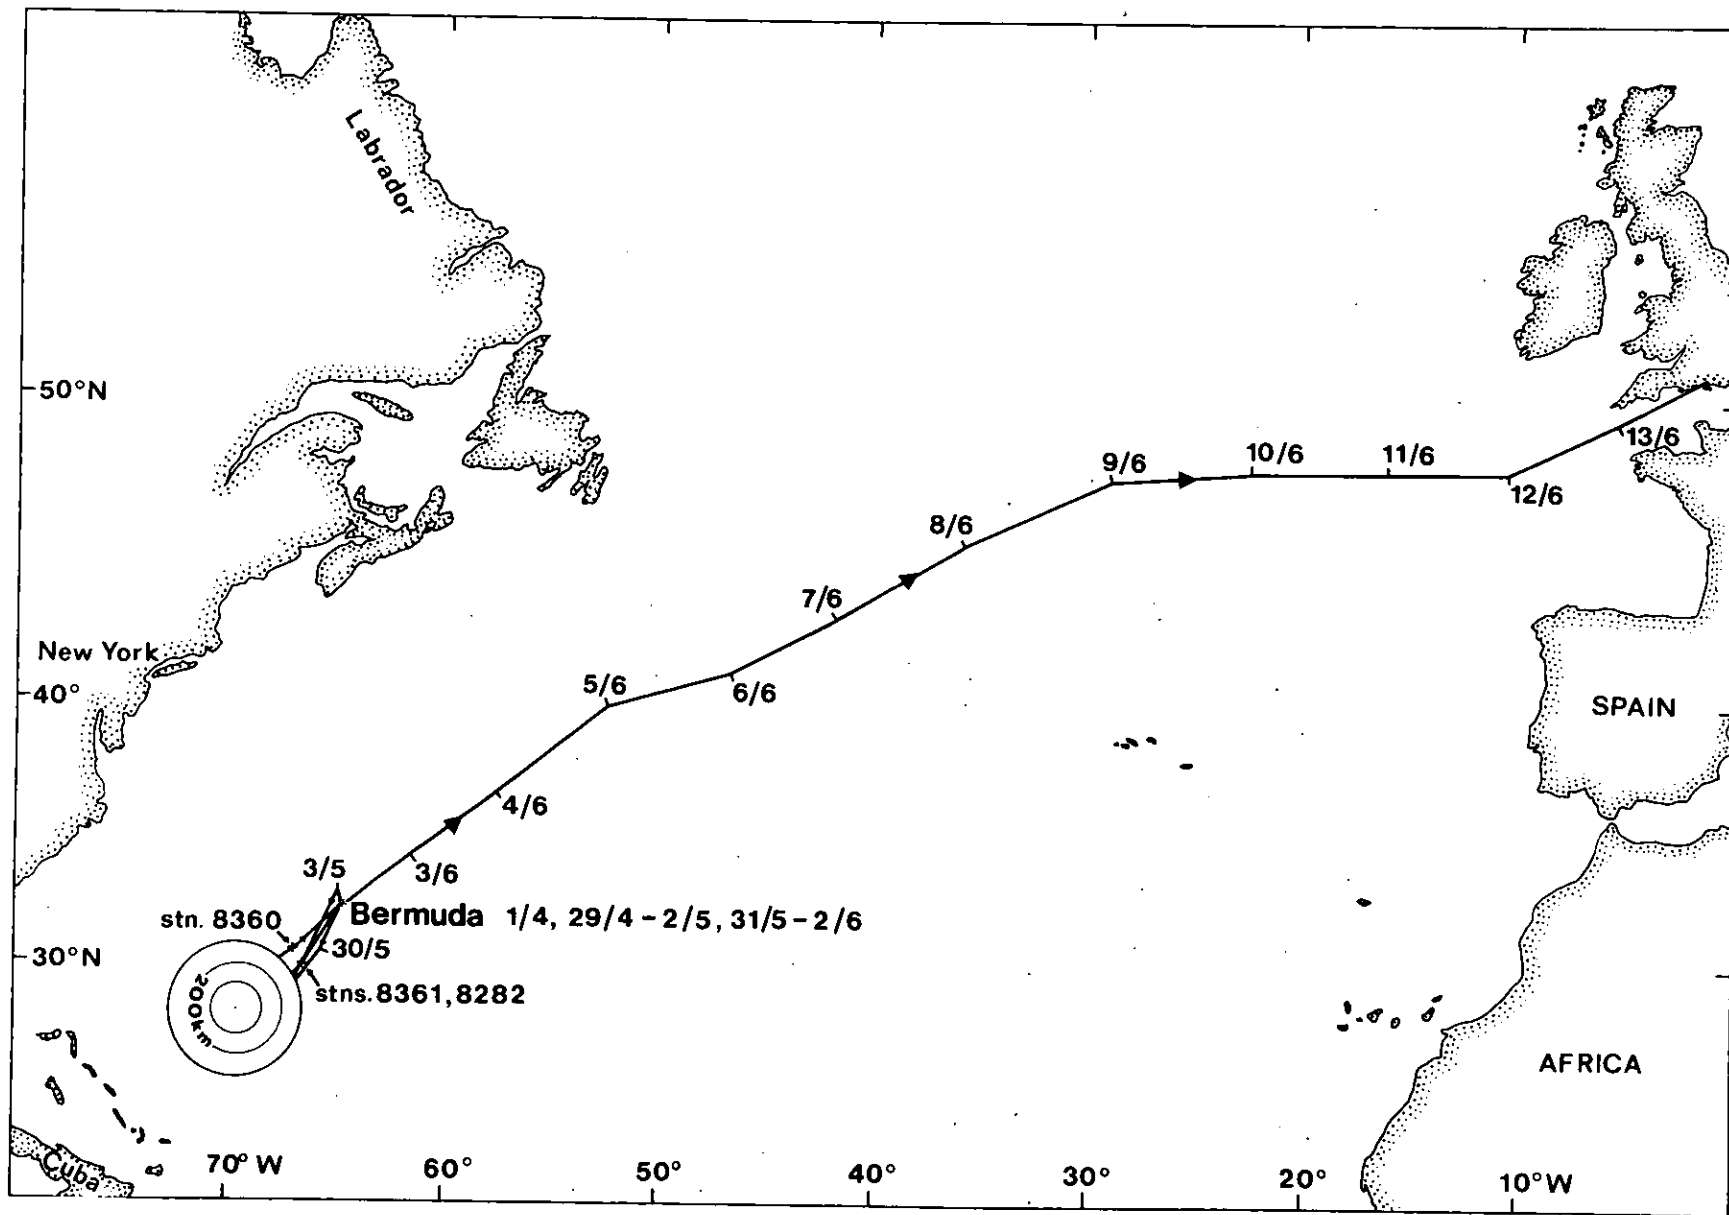 Labrador
50°N
9/6
10/6
11/6
13/6
12/6
8/6
7/6
New York
40°
5/6
6/6
SPAIN
4/6
3/5
3/6
stn. 8360
Bermuda 1/4, 29/4 - 2/5, 31/5 - 2/6
30/5
30°N
stns. 8361, 8282
200km
AFRICA
Cuba
70° W
60°
50°
40°
30°
20°
10°W